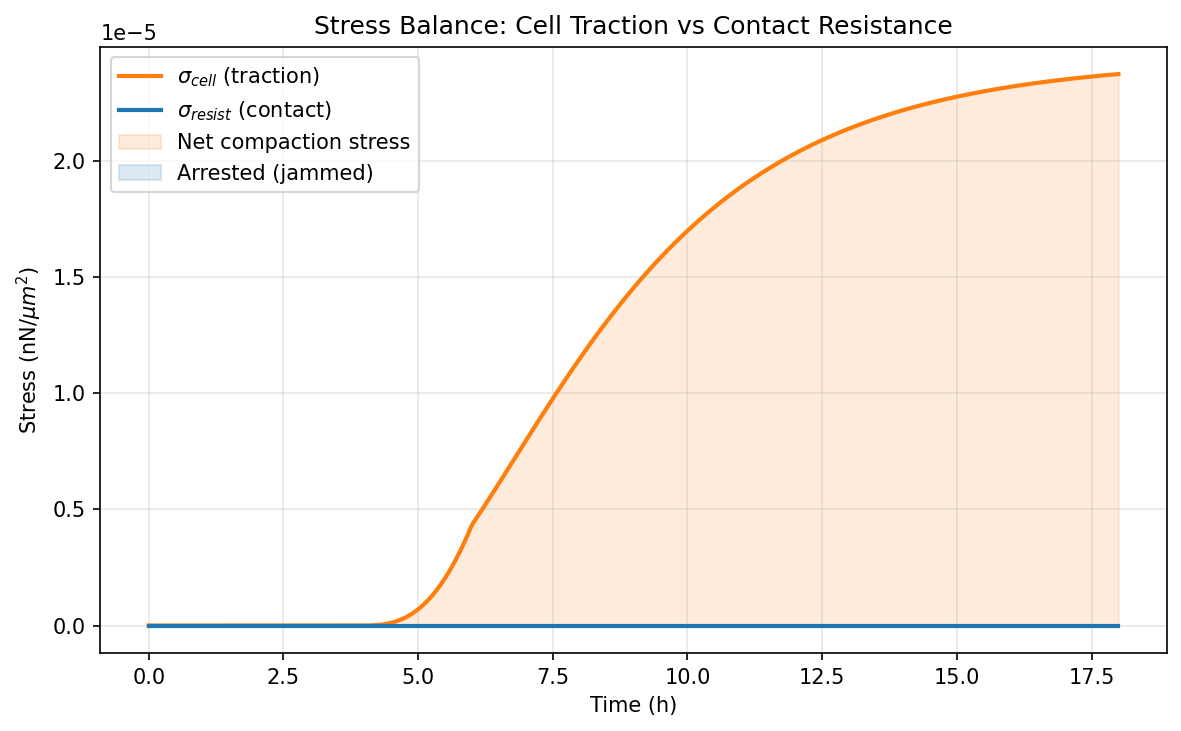 Stress Balance: Cell Traction vs Contact Resistance
1e−5
σcell (traction)
σresist (contact)
Net compaction stress
Arrested (jammed)
Stress (nN/μm²)
2.0
1.5
1.0
0.5
0.0
0.0 2.5 5.0 7.5 10.0 12.5 15.0 17.5
Time (h)